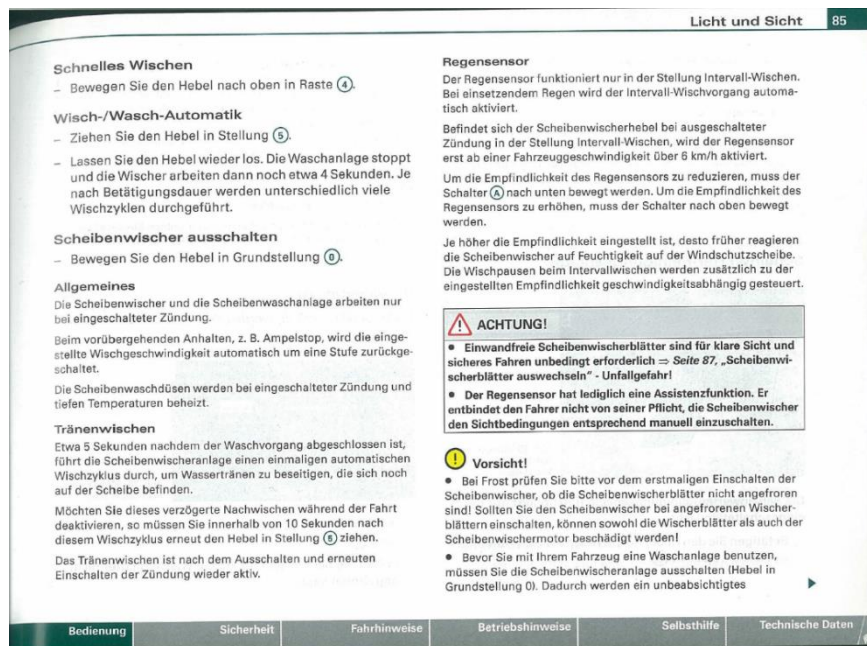 Licht und Sicht 85
Schnelles Wischen
– Bewegen Sie den Hebel nach oben in Raste ④.
Wisch-/Wasch-Automatik
– Ziehen Sie den Hebel in Stellung ⑤.
– Lassen Sie den Hebel wieder los. Die Waschanlage stoppt
und die Wischer arbeiten dann noch etwa 4 Sekunden. Je
nach Betätigungsdauer werden unterschiedlich viele
Wischzyklen durchgeführt.
Scheibenwischer ausschalten
– Bewegen Sie den Hebel in Grundstellung ⓪.
Allgemeines
Die Scheibenwischer und die Scheibenwaschanlage arbeiten nur
bei eingeschalteter Zündung.
Beim vorübergehenden Anhalten, z. B. Ampelstop, wird die einge-
stellte Wischgeschwindigkeit automatisch um eine Stufe zurückge-
schaltet.
Die Scheibenwaschdüsen werden bei eingeschalteter Zündung und
tiefen Temperaturen beheizt.
Tränenwischen
Etwa 5 Sekunden nachdem der Waschvorgang abgeschlossen ist,
führt die Scheibenwischeranlage einen einmaligen automatischen
Wischzyklus durch, um Wassertränen zu beseitigen, die sich noch
auf der Scheibe befinden.
Möchten Sie dieses verzögerte Nachwischen während der Fahrt
deaktivieren, so müssen Sie innerhalb von 10 Sekunden nach
diesem Wischzyklus erneut den Hebel in Stellung ⑤ ziehen.
Das Tränenwischen ist nach dem Ausschalten und erneuten
Einschalten der Zündung wieder aktiv.
Regensensor
Der Regensensor funktioniert nur in der Stellung Intervall-Wischen.
Bei einsetzendem Regen wird der Intervall-Wischvorgang automa-
tisch aktiviert.
Befindet sich der Scheibenwischerhebel bei ausgeschalteter
Zündung in der Stellung Intervall-Wischen, wird der Regensensor
erst ab einer Fahrzeuggeschwindigkeit über 6 km/h aktiviert.
Um die Empfindlichkeit des Regensensors zu reduzieren, muss der
Schalter Ⓐ nach unten bewegt werden. Um die Empfindlichkeit des
Regensensors zu erhöhen, muss der Schalter nach oben bewegt
werden.
Je höher die Empfindlichkeit eingestellt ist, desto früher reagieren
die Scheibenwischer auf Feuchtigkeit auf der Windschutzscheibe.
Die Wischpausen beim Intervallwischen werden zusätzlich zu der
eingestellten Empfindlichkeit geschwindigkeitsabhängig gesteuert.
ACHTUNG!
• Einwandfreie Scheibenwischerblätter sind für klare Sicht und
sicheres Fahren unbedingt erforderlich ⇒ Seite 87, „Scheibenwi-
scherblätter auswechseln“ - Unfallgefahr!
• Der Regensensor hat lediglich eine Assistenzfunktion. Er
entbindet den Fahrer nicht von seiner Pflicht, die Scheibenwischer
den Sichtbedingungen entsprechend manuell einzuschalten.
Vorsicht!
• Bei Frost prüfen Sie bitte vor dem erstmaligen Einschalten der
Scheibenwischer, ob die Scheibenwischerblätter nicht angefroren
sind! Sollten Sie den Scheibenwischer bei angefrorenen Wischer-
blättern einschalten, können sowohl die Wischerblätter als auch der
Scheibenwischermotor beschädigt werden!
• Bevor Sie mit Ihrem Fahrzeug eine Waschanlage benutzen,
müssen Sie die Scheibenwischeranlage ausschalten (Hebel in
Grundstellung 0). Dadurch werden ein unbeabsichtigtes
Bedienung Sicherheit Fahrhinweise Betriebshinweise Selbsthilfe Technische Daten